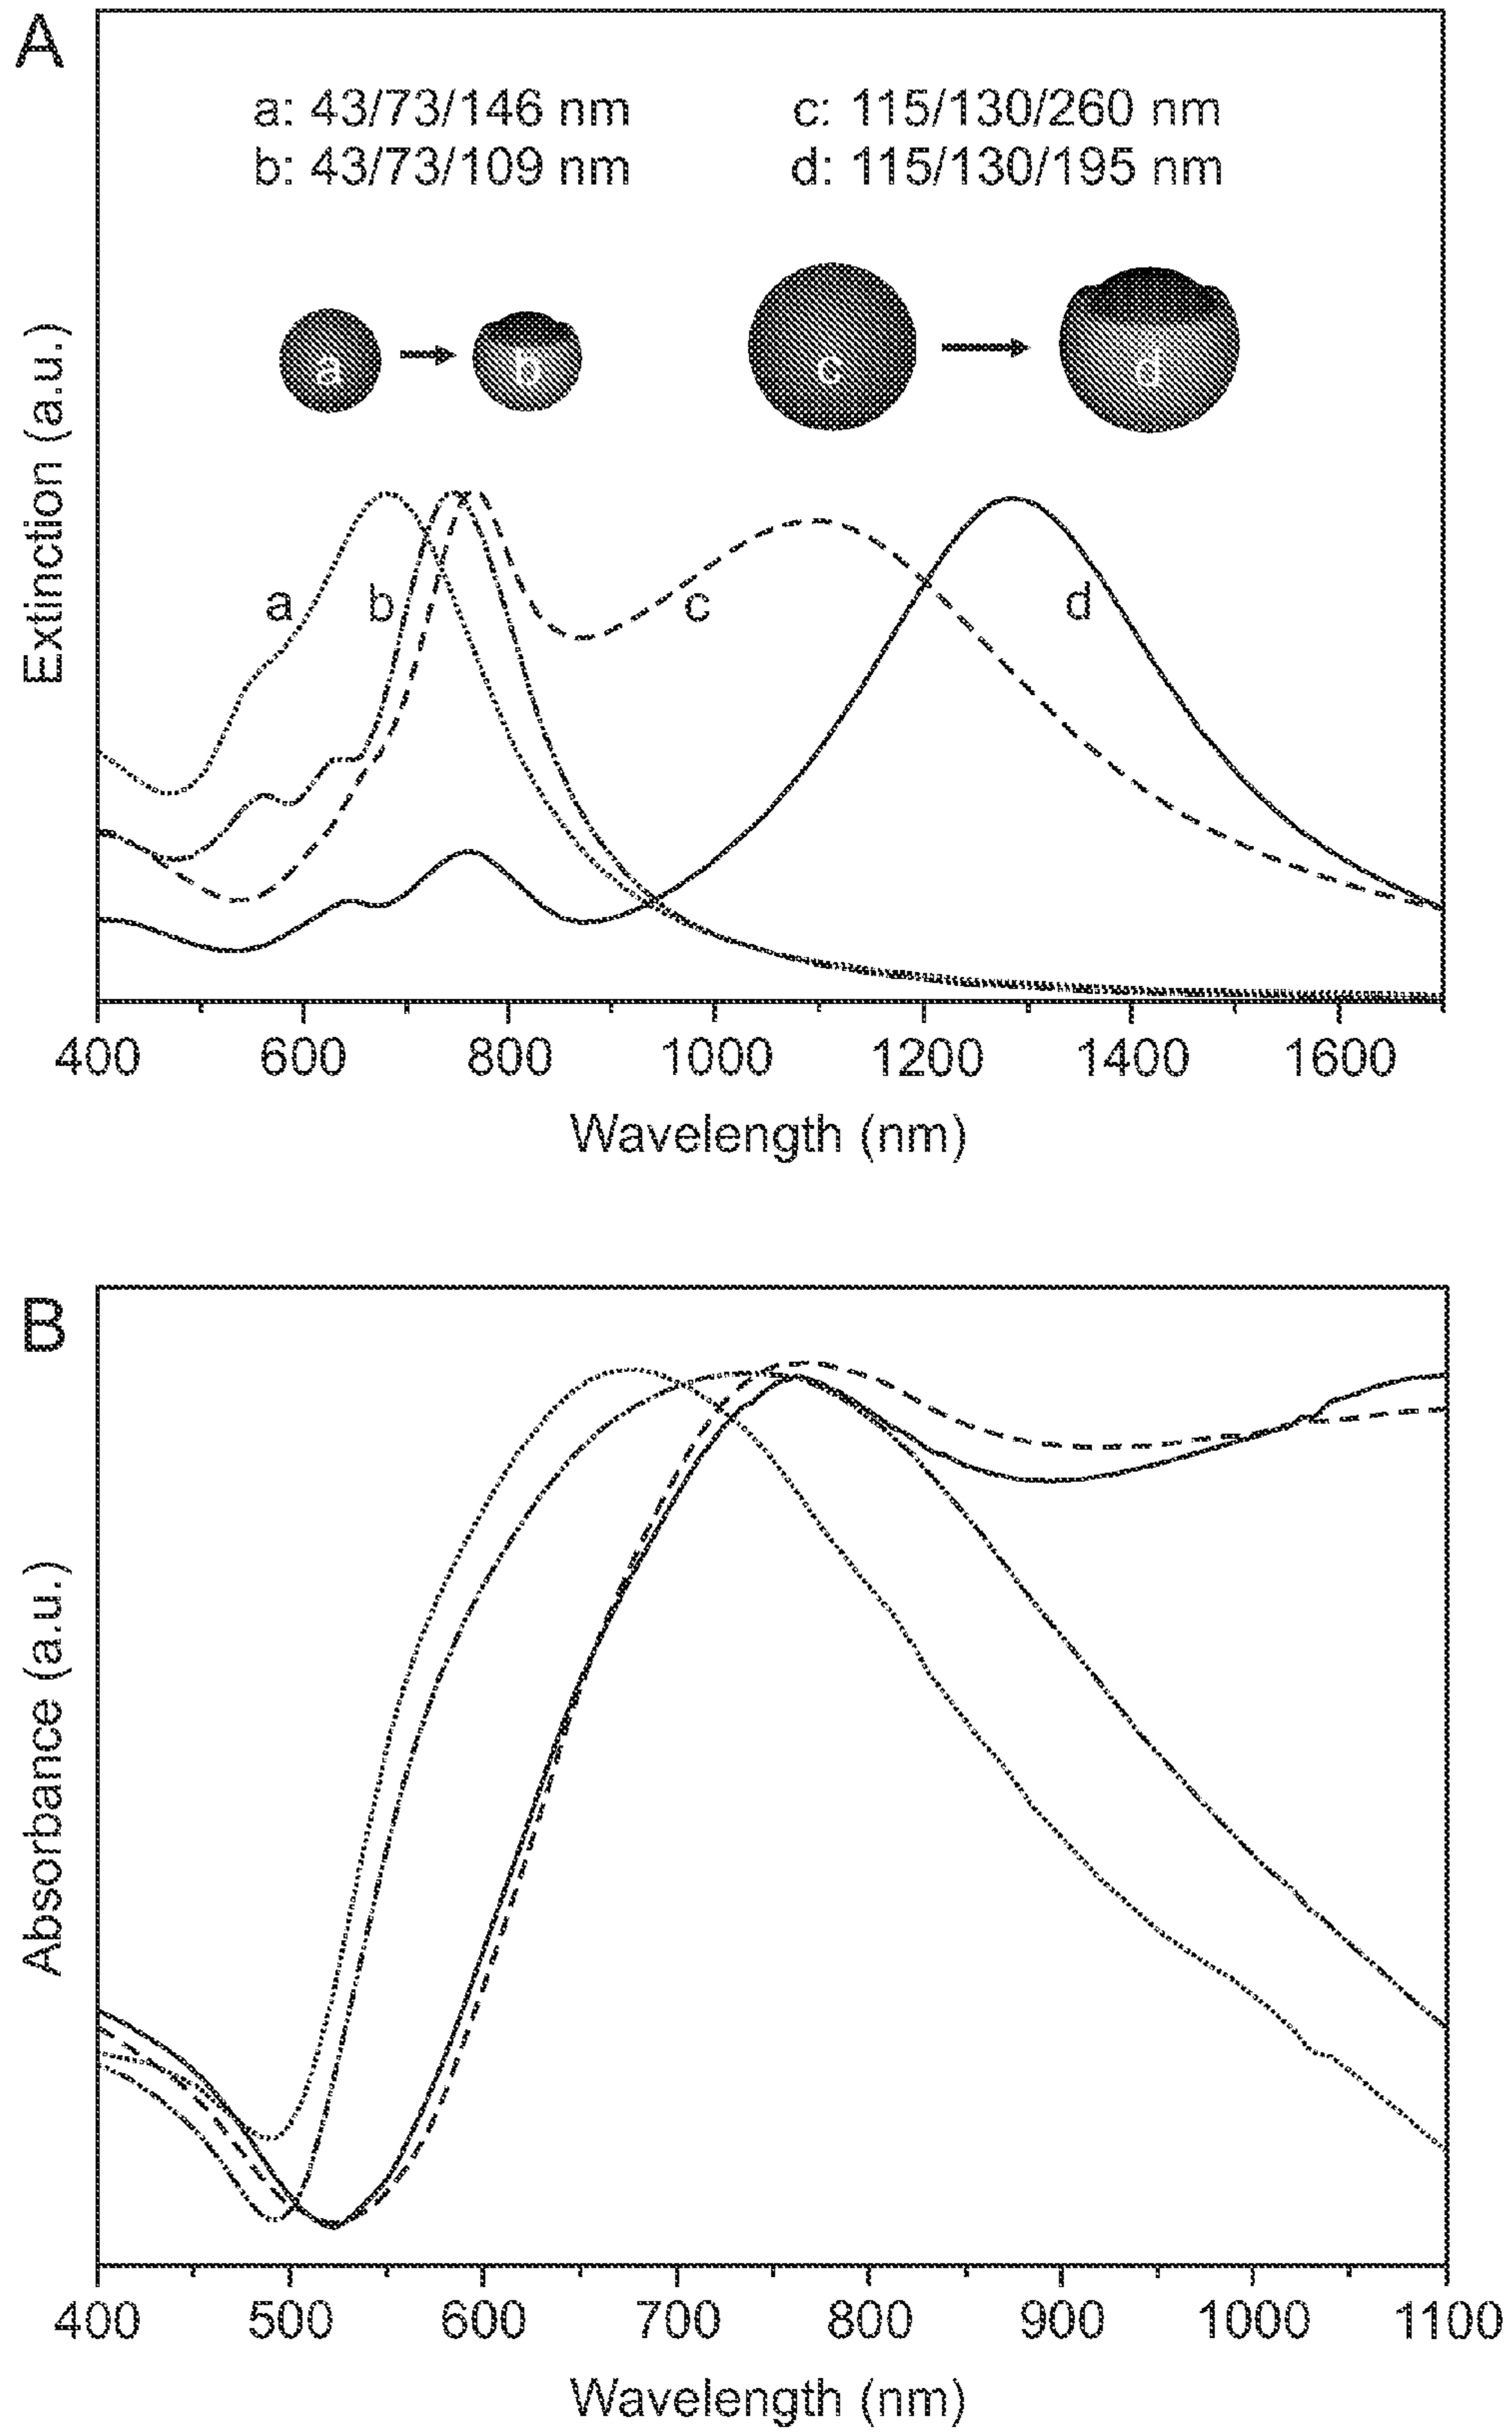 A
a: 43/73/146 nm c: 115/130/260 nm
b: 43/73/109 nm d: 115/130/195 nm
a b c d
a b c d
Extinction (a.u.)
400 600 800 1000 1200 1400 1600
Wavelength (nm)
B
Absorbance (a.u.)
400 500 600 700 800 900 1000 1100
Wavelength (nm)